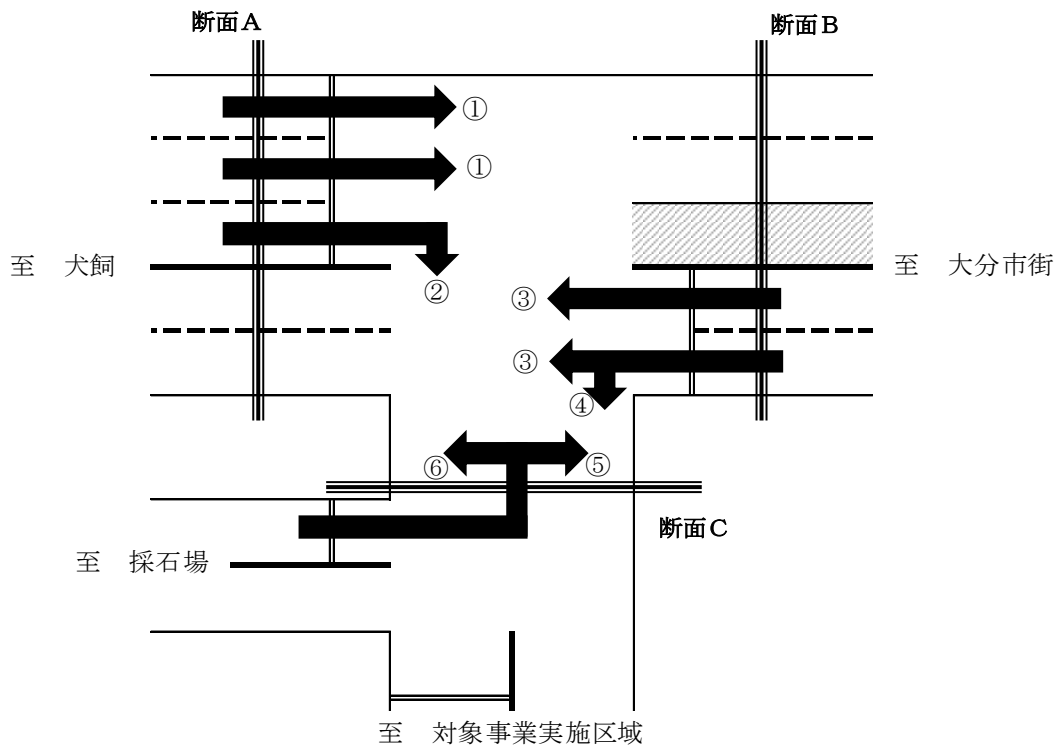 断面A
断面B
①
①
②
至　犬飼
至　大分市街
③
③
④
⑤
⑥
断面C
至　採石場
至　対象事業実施区域